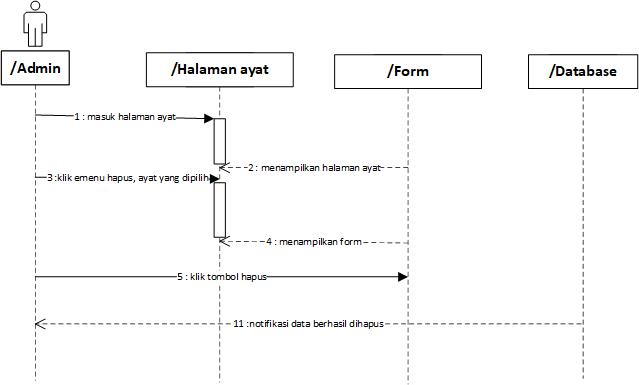 /Admin
/Halaman ayat
/Form
/Database
1 : masuk halaman ayat
2 : menampilkan halaman ayat
3 :klik emenu hapus, ayat yang dipilih
4 : menampilkan form
5 : klik tombol hapus
11 :notifikasi data berhasil dihapus